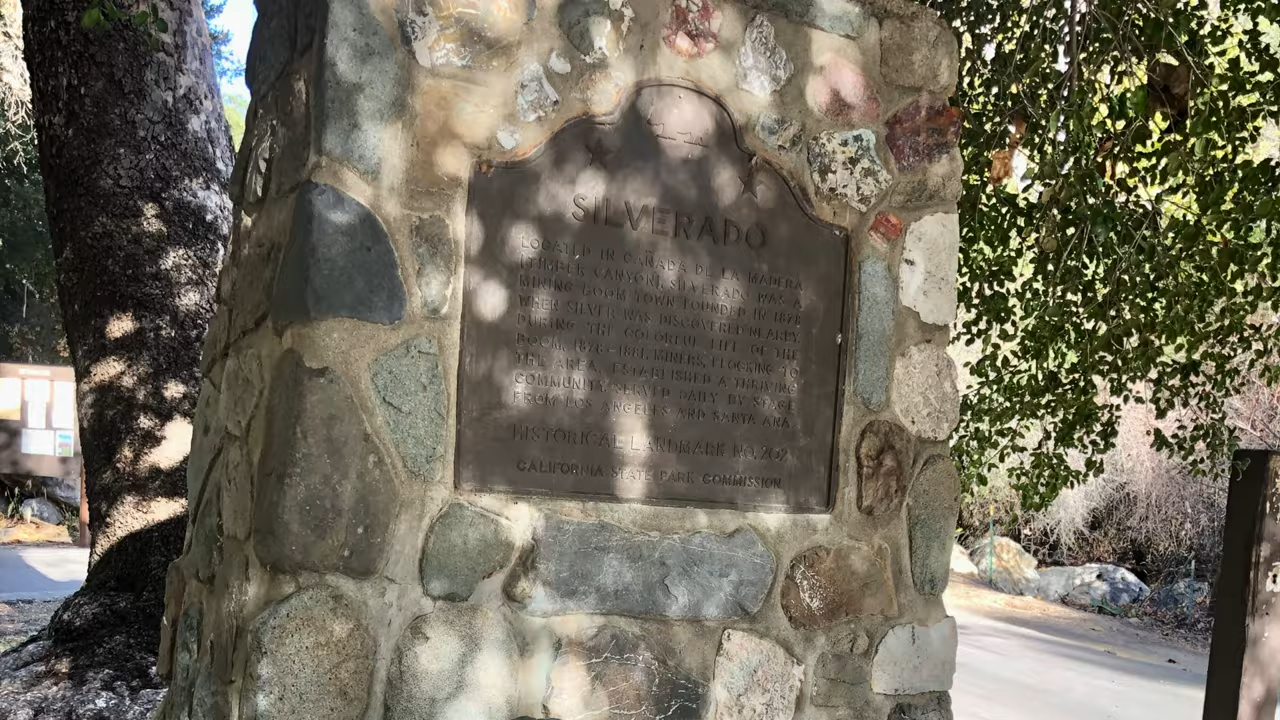 SILVERADO
LOCATED IN CAÑADA DE LA MADERA
(TIMBER CANYON), SILVERADO WAS A
MINING BOOM TOWN FOUNDED IN 1878
WHEN SILVER WAS DISCOVERED NEARBY.
DURING THE COLORFUL LIFE OF THE
BOOM, 1878-1881, MINERS, FLOCKING TO
THE AREA, ESTABLISHED A THRIVING
COMMUNITY SERVED DAILY BY STAGE
FROM LOS ANGELES AND SANTA ANA.
HISTORICAL LANDMARK NO. 202
CALIFORNIA STATE PARK COMMISSION